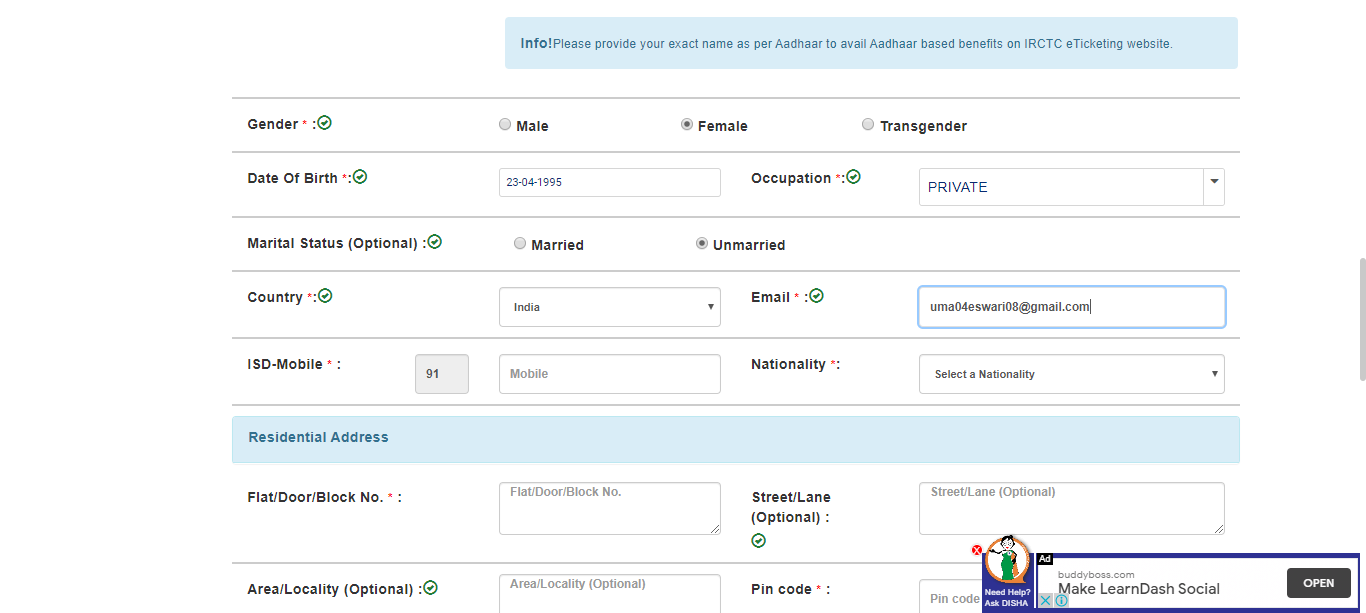 Info!Please provide your exact name as per Aadhaar to avail Aadhaar based benefits on IRCTC eTicketing website.
Gender * : Male Female Transgender
Date Of Birth *: 23-04-1995 Occupation *: PRIVATE
Marital Status (Optional) : Married Unmarried
Country *: India Email * : uma04eswari08@gmail.com
ISD-Mobile * : 91 Mobile Nationality *: Select a Nationality
Residential Address
Flat/Door/Block No. * : Flat/Door/Block No. Street/Lane (Optional)
Street/Lane
(Optional) :
Area/Locality (Optional) : Area/Locality (Optional) Pin code * : Pin code
Need Help?
Ask DISHA
Ad
buddyboss.com
Make LearnDash Social
OPEN